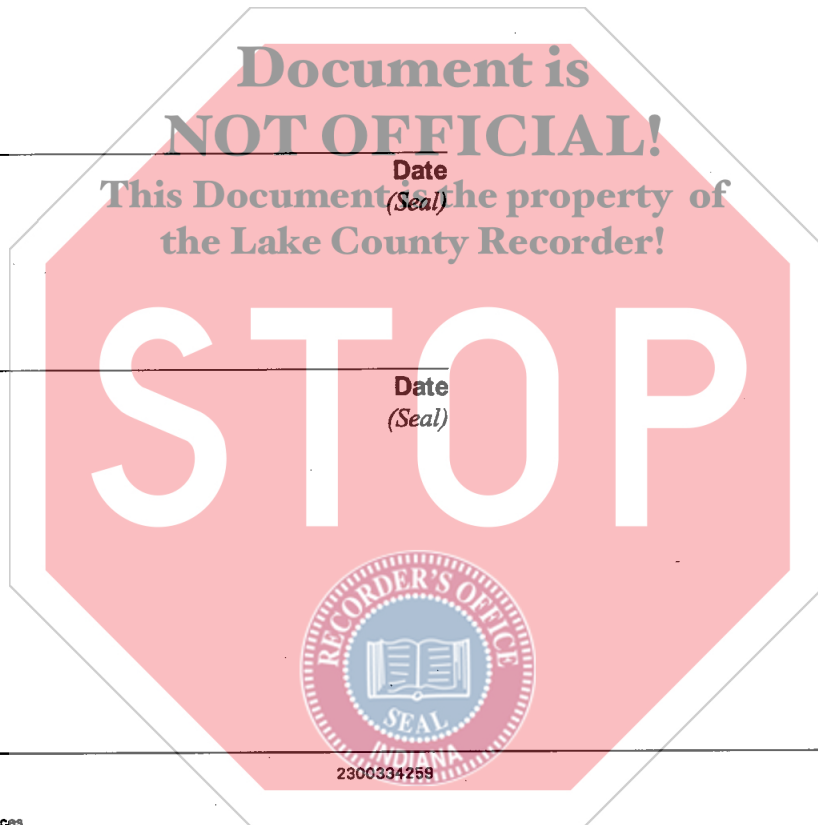 Document is
NOT OFFICIAL!
Date
This Document is the property of
(Seal)
the Lake County Recorder!
STOP
Date
(Seal)
RECORDER'S OFFICE
SEAL
INDIANA
2300334259